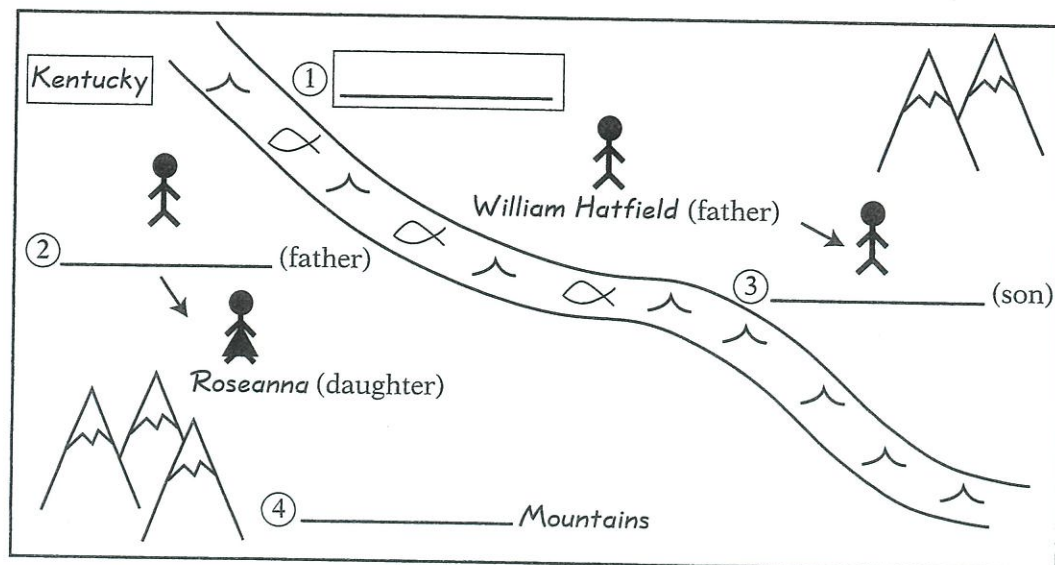 Kentucky
①
William Hatfield (father)
② (father)
③ (son)
Roseanna (daughter)
④ Mountains